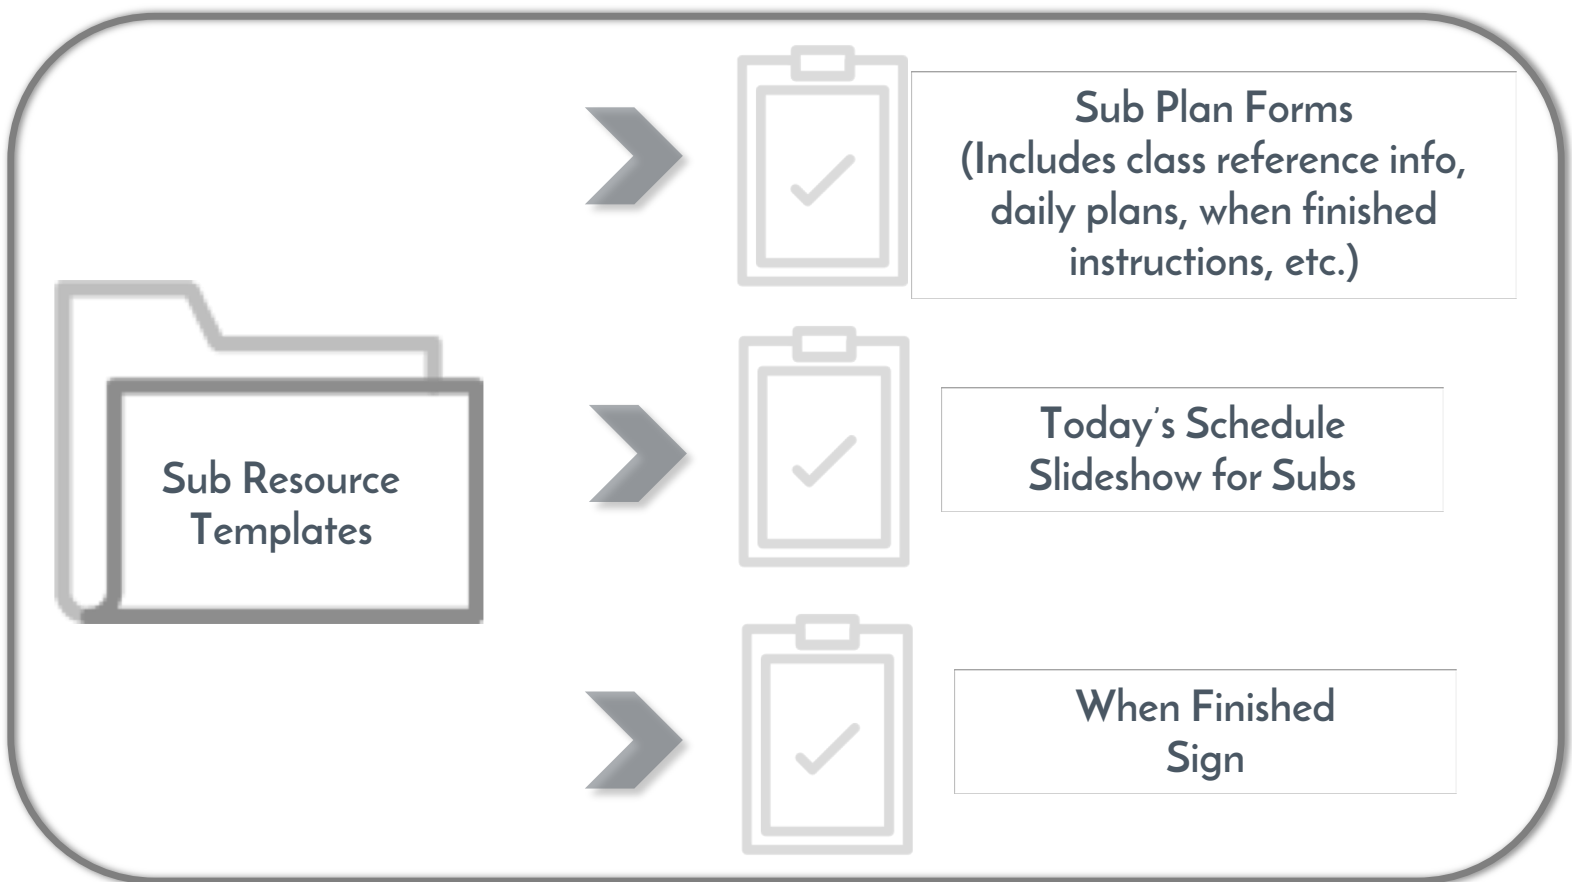 Sub Resource
Templates
Sub Plan Forms
(Includes class reference info,
daily plans, when finished
instructions, etc.)
Today's Schedule
Slideshow for Subs
When Finished
Sign